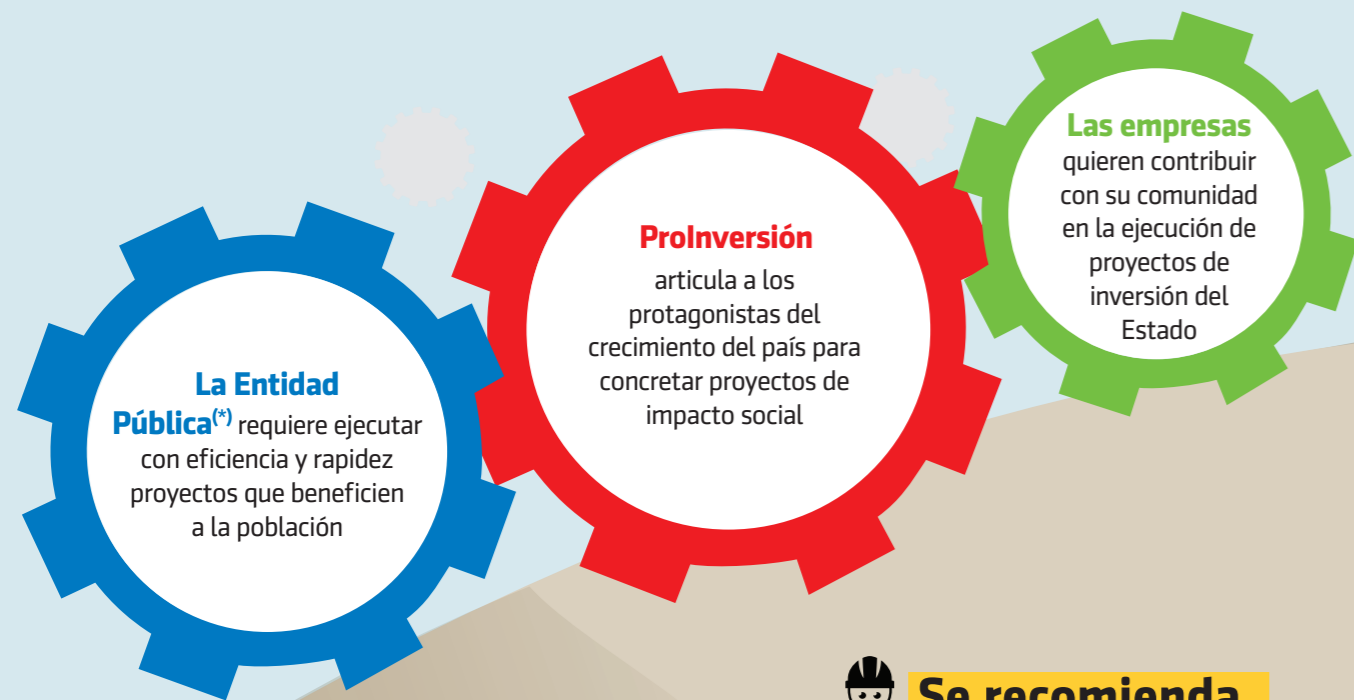 La Entidad
Pública(*) requiere ejecutar
con eficiencia y rapidez
proyectos que beneficien
a la población
ProInversión
articula a los
protagonistas del
crecimiento del país para
concretar proyectos de
impacto social
Las empresas
quieren contribuir
con su comunidad
en la ejecución de
proyectos de
inversión del
Estado
Se recomienda